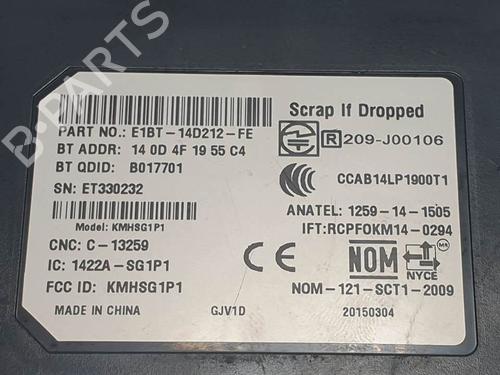 B-PARTS
Scrap If Dropped
PART NO.: E1BT-14D212-FE
R 209-J00106
BT ADDR: 14 0D 4F 19 55 C4
BT QDID: B017701
CCAB14LP1900T1
SN: ET330232
ANATEL: 1259-14-1505
Model: KMHSG1P1
IFT:RCPFOKM14-0294
CNC: C-13259
IC: 1422A-SG1P1
CE
NOM
MR
NYCE
FCC ID: KMHSG1P1
NOM-121-SCT1-2009
MADE IN CHINA
GJV1D
20150304